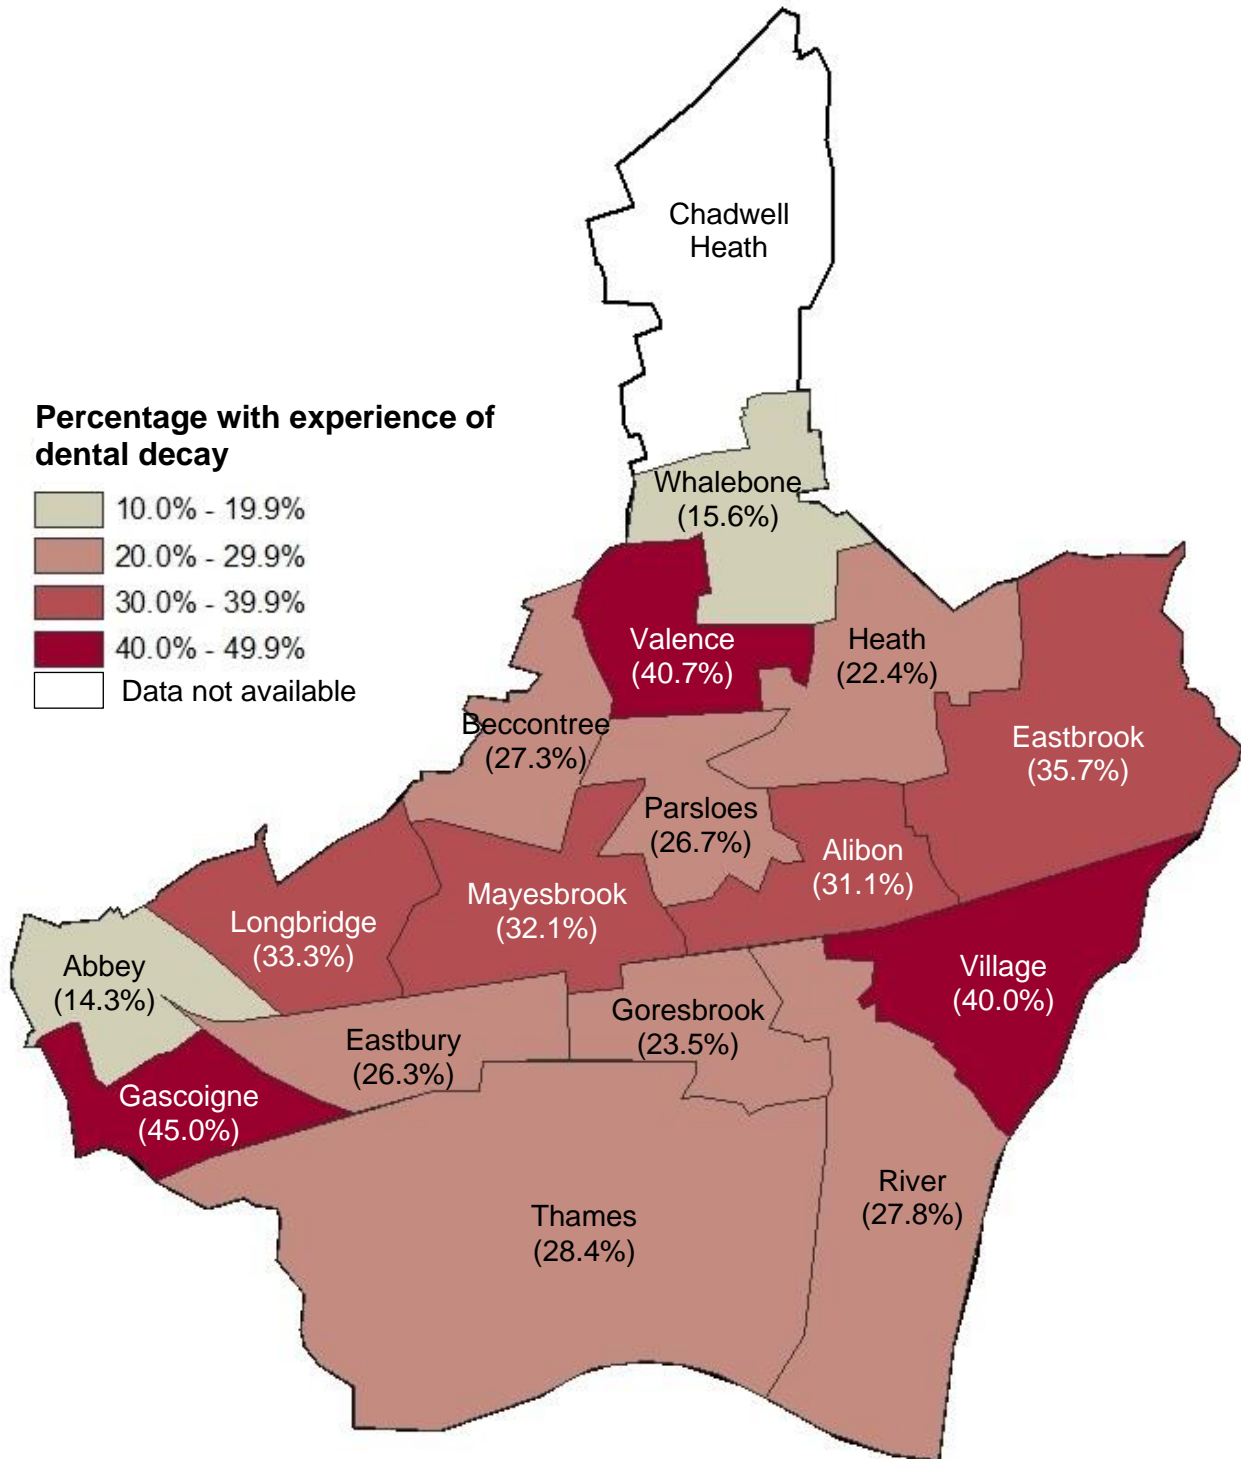 Chadwell
Heath
Percentage with experience of
dental decay
10.0% - 19.9%
20.0% - 29.9%
30.0% - 39.9%
40.0% - 49.9%
Data not available
Whalebone
(15.6%)
Valence
(40.7%)
Heath
(22.4%)
Beccontree
(27.3%)
Eastbrook
(35.7%)
Parsloes
(26.7%)
Alibon
(31.1%)
Mayesbrook
(32.1%)
Longbridge
(33.3%)
Abbey
(14.3%)
Village
(40.0%)
Goresbrook
(23.5%)
Eastbury
(26.3%)
Gascoigne
(45.0%)
River
(27.8%)
Thames
(28.4%)